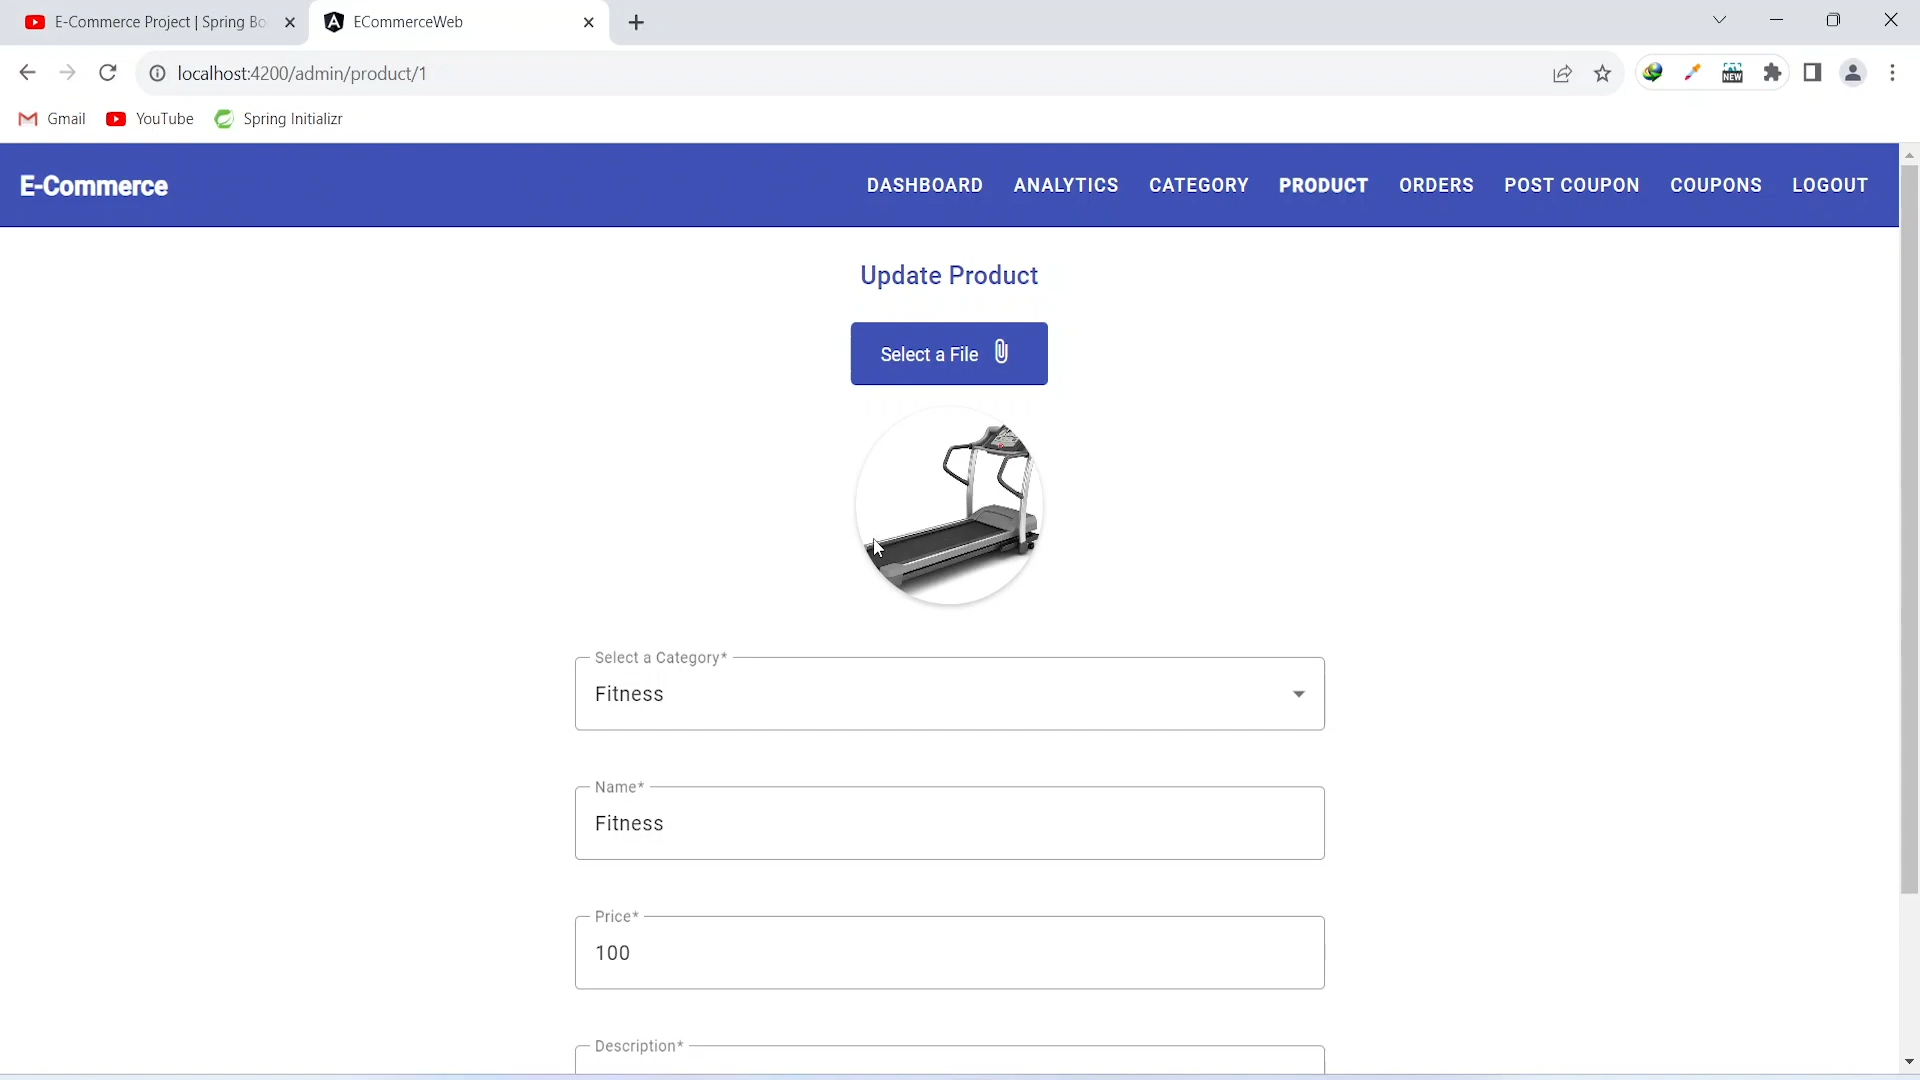 E-Commerce Project | Spring Bo
ECommerceWeb
localhost:4200/admin/product/1
NEW
Gmail
YouTube
Spring Initializr
E-Commerce
DASHBOARD
ANALYTICS
CATEGORY
PRODUCT
ORDERS
POST COUPON
COUPONS
LOGOUT
Update Product
Select a File
Select a Category*
Fitness
Name*
Fitness
Price*
100
Description*